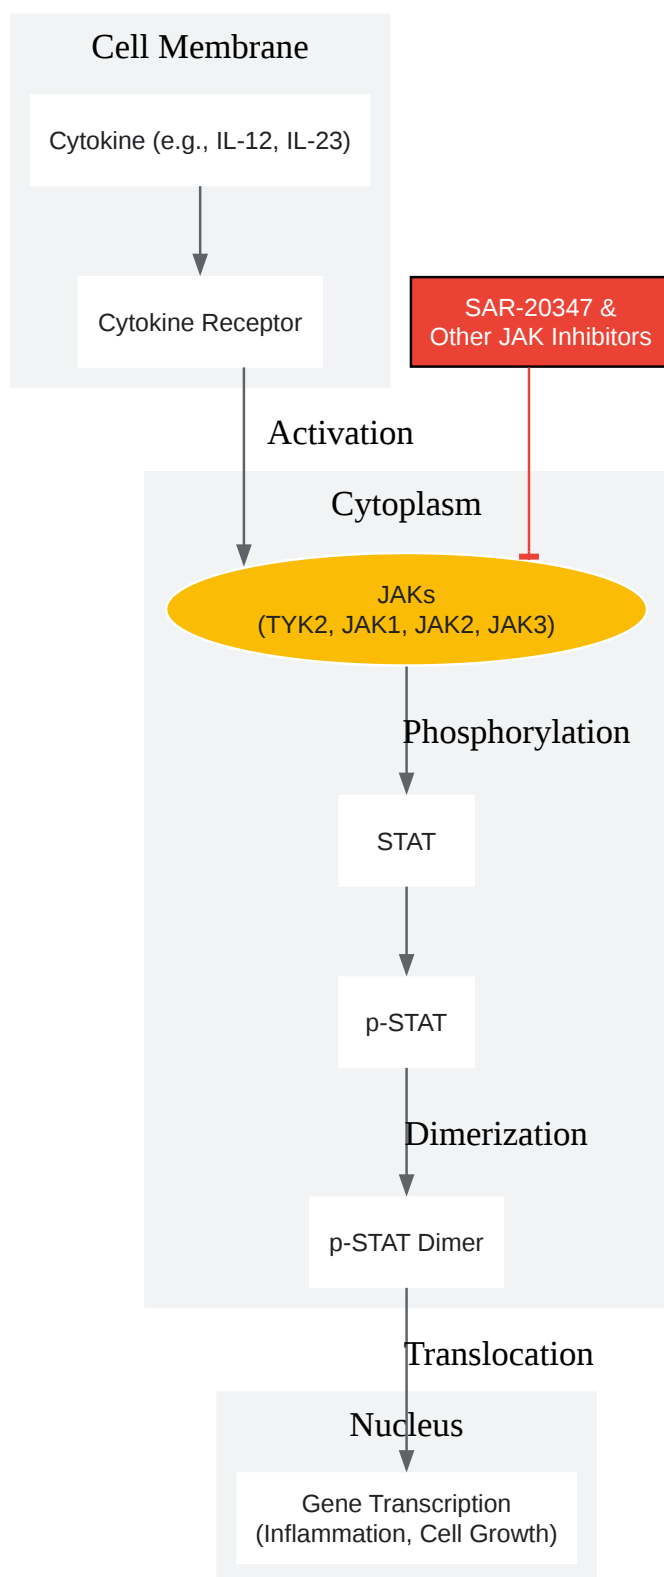 Cell Membrane
Cytokine (e.g., IL-12, IL-23)
Cytokine Receptor
SAR-20347 &
Other JAK Inhibitors
Activation
Cytoplasm
JAKs
(TYK2, JAK1, JAK2, JAK3)
Phosphorylation
STAT
p-STAT
Dimerization
p-STAT Dimer
Translocation
Nucleus
Gene Transcription
(Inflammation, Cell Growth)